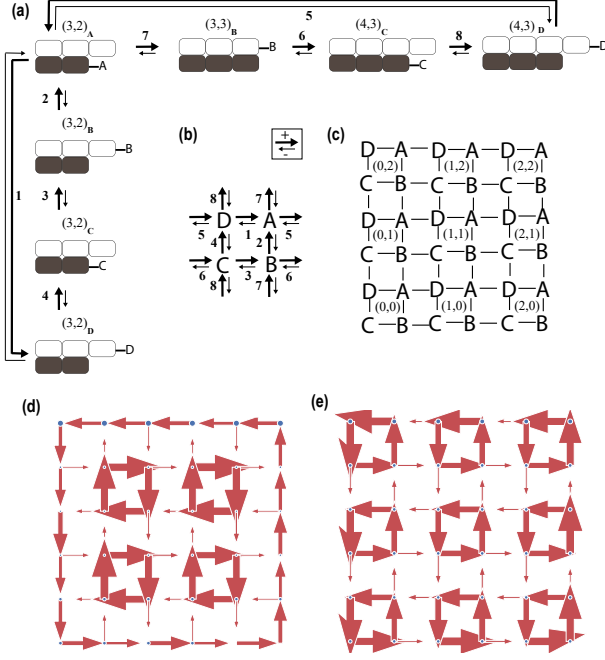 (a)
5
(3,2)A
7
(3,3)B
6
(4,3)C
8
(4,3)D
A
B
C
D
2
(3,2)B
B
1
3
(3,2)C
C
4
(3,2)D
D
(b)
+
-
8 7
D A
5 1 5
4 2
C B
6 3 6
8 7
(c)
D A D A D A
(0,2) (1,2) (2,2)
C B C B C B
D A D A D A
(0,1) (1,1) (2,1)
C B C B C B
D A D A D A
(0,0) (1,0) (2,0)
C B C B C B
(d)
(e)